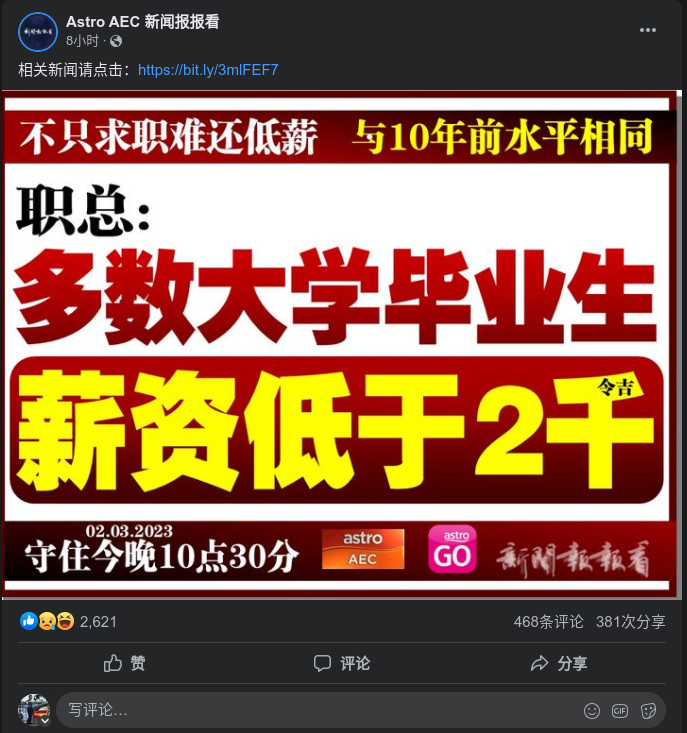 Astro AEC 新闻报报看
8小时 ·
相关新闻请点击：https://bit.ly/3mlFEF7
不只求职难还低薪 与10年前水平相同
职总:
多数大学毕业生
薪资低于2千令吉
02.03.2023
守住今晚10点30分
astro AEC
astro GO
新聞報報看
2,621 468条评论 381次分享
赞 评论 分享
写评论... GIF